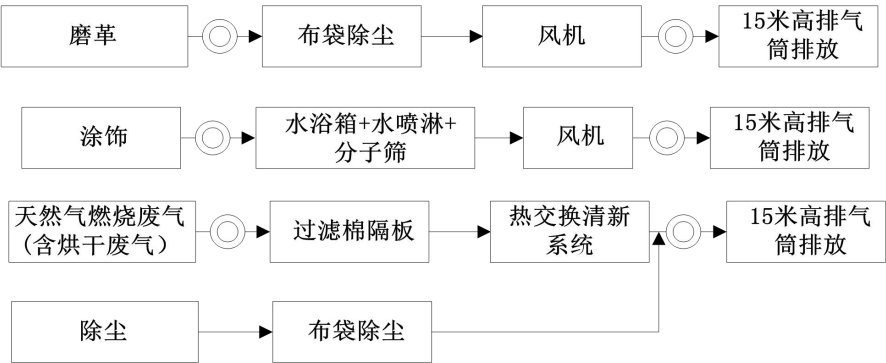 磨革
布袋除尘
风机
15米高排气
筒排放
涂饰
水浴箱+水喷淋+
分子筛
风机
15米高排气
筒排放
天然气燃烧废气
(含烘干废气）
过滤棉隔板
热交换清新
系统
15米高排气
筒排放
除尘
布袋除尘